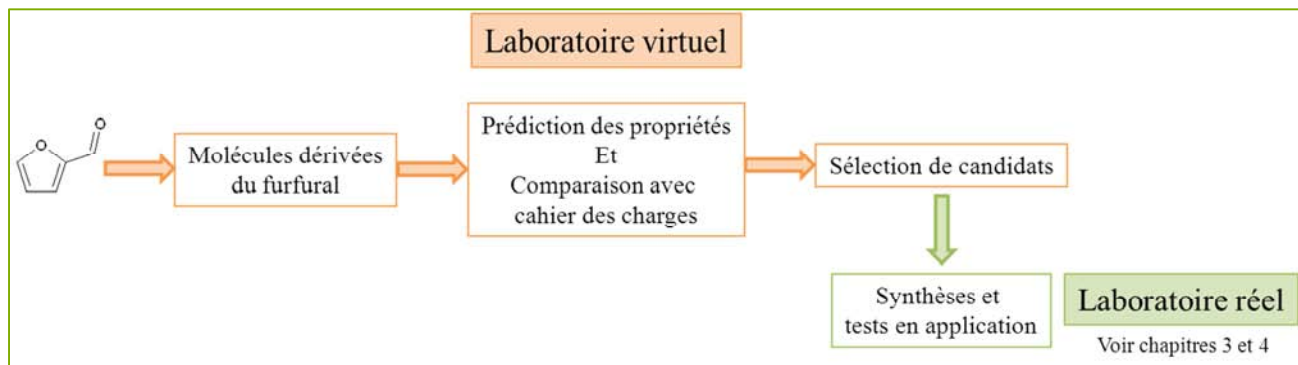 Laboratoire virtuel
O
O
Molécules dérivées
du furfural
Prédiction des propriétés
Et
Comparaison avec
cahier des charges
Sélection de candidats
Synthèses et
tests en application
Laboratoire réel
Voir chapitres 3 et 4